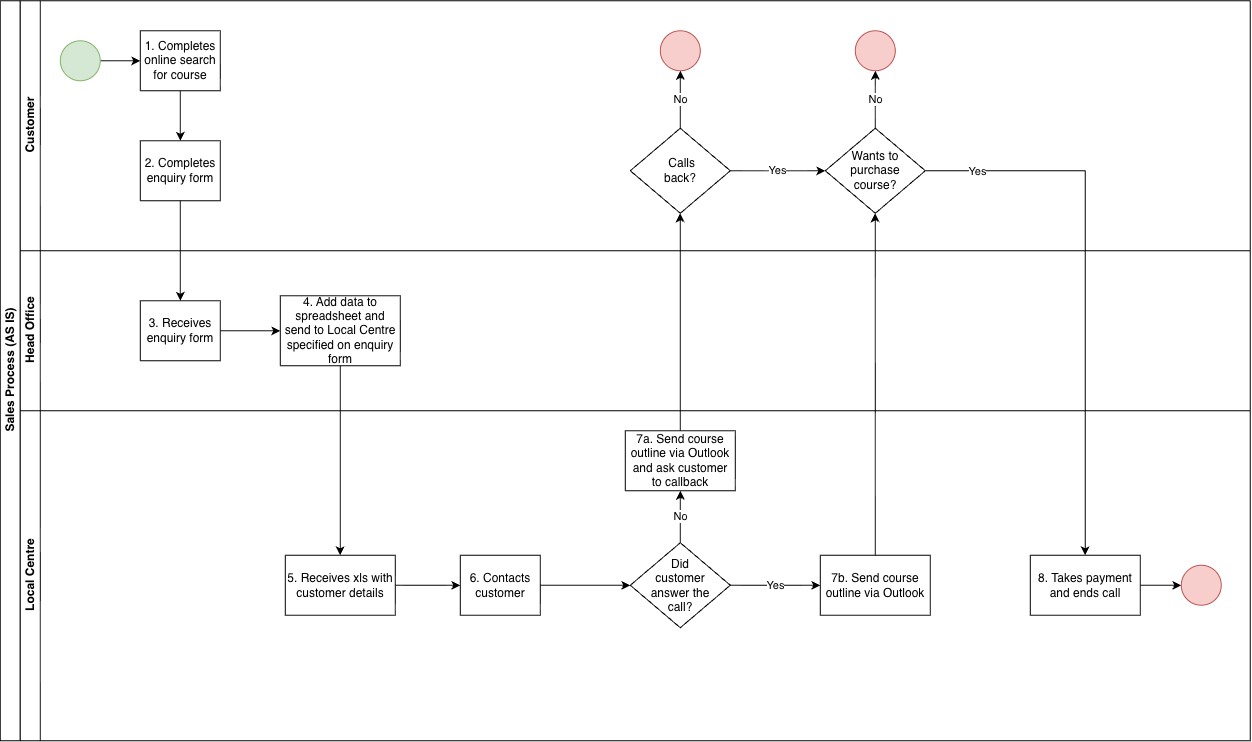 Sales Process (AS IS)
Customer
1. Completes
online search
for course
2. Completes
enquiry form
No
No
Calls
back?
Yes
Wants to
purchase
course?
Yes
Head Office
3. Receives
enquiry form
4. Add data to
spreadsheet and
send to Local Centre
specified on enquiry
form
Local Centre
7a. Send course
outline via Outlook
and ask customer
to callback
No
5. Receives xls with
customer details
6. Contacts
customer
Did
customer
answer the
call?
Yes
7b. Send course
outline via Outlook
8. Takes payment
and ends call